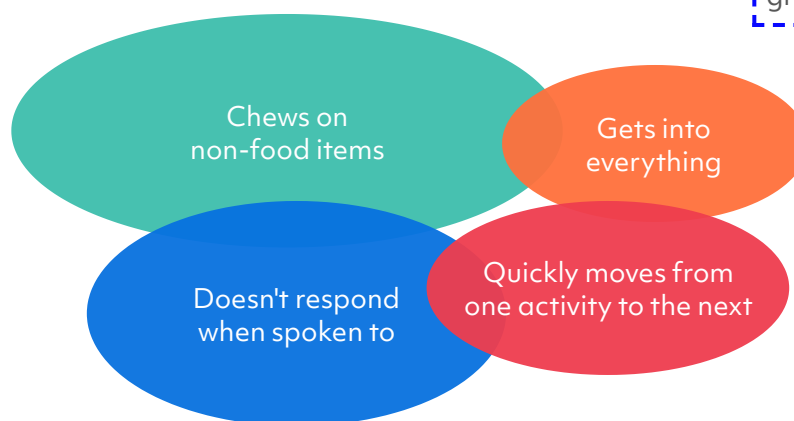 Chews on
non-food items
Gets into
everything
Doesn't respond
when spoken to
Quickly moves from
one activity to the next